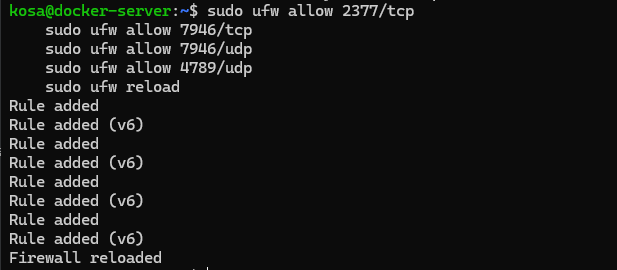 kosa@docker-server:~$ sudo ufw allow 2377/tcp
sudo ufw allow 7946/tcp
sudo ufw allow 7946/udp
sudo ufw allow 4789/udp
sudo ufw reload
Rule added
Rule added (v6)
Rule added
Rule added (v6)
Rule added
Rule added (v6)
Rule added
Rule added (v6)
Firewall reloaded